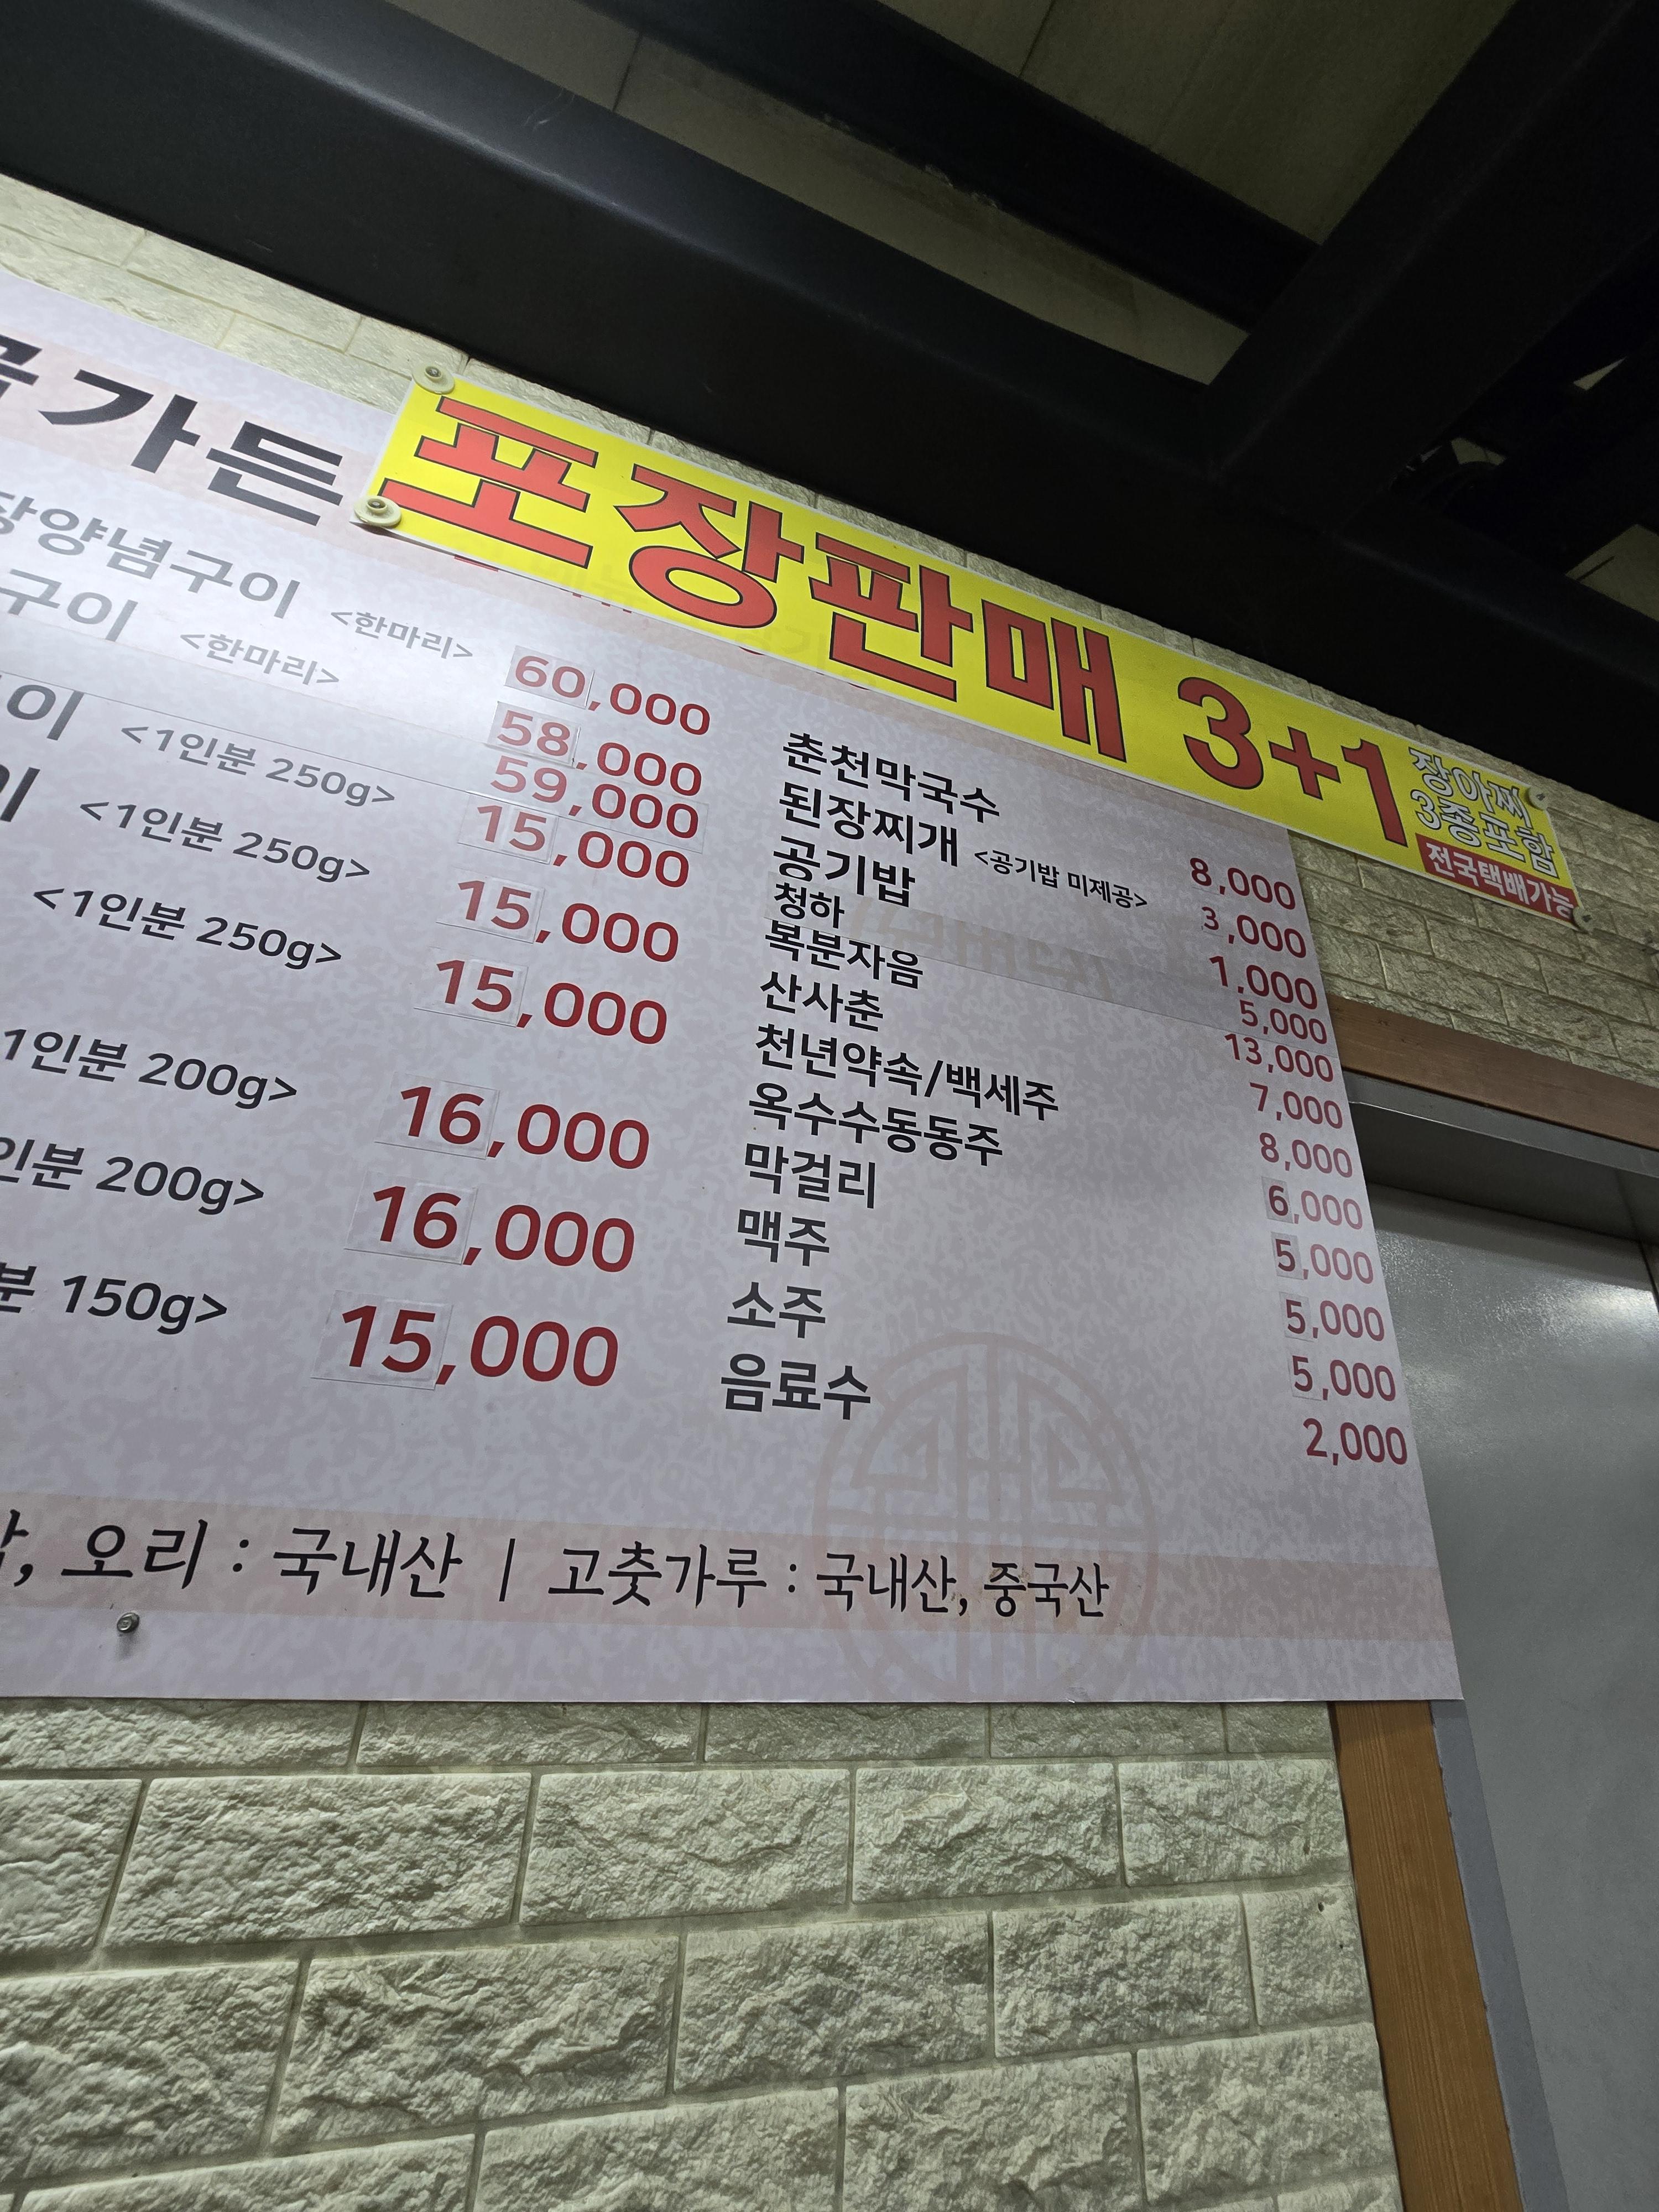 가든
포장판매 3+1
장아찌
3종포함
전국택배가능
장양념구이 <한마리> 60,000
구이 <한마리> 58,000
59,000
구이 <1인분 250g> 15,000
이 <1인분 250g> 15,000
<1인분 250g> 15,000
1인분 200g> 16,000
인분 200g> 16,000
분 150g> 15,000
춘천막국수 8,000
된장찌개 <공기밥 미제공> 3,000
공기밥 1,000
청하 5,000
복분자음 13,000
산사춘 7,000
천년약속/백세주 8,000
옥수수동동주 6,000
막걸리 5,000
맥주 5,000
소주 5,000
음료수 2,000
, 오리 : 국내산 | 고춧가루 : 국내산, 중국산